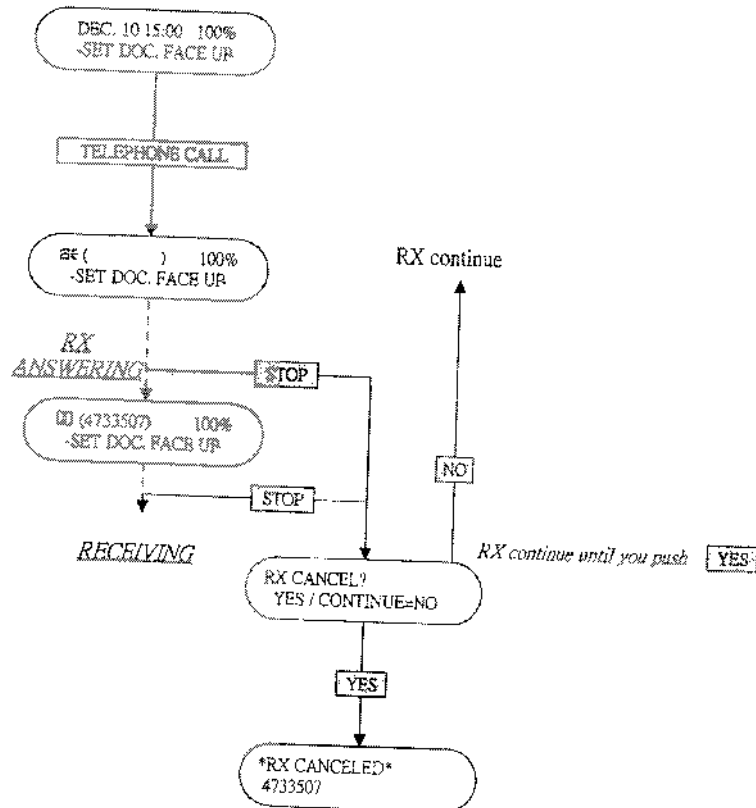 DEC. 10 15:00 100%
-SET DOC. FACE UP
TELEPHONE CALL
( ) 100%
-SET DOC. FACE UP
RX continue
RX
ANSWERING
STOP
(4733507) 100%
-SET DOC. FACE UP
NO
STOP
RECEIVING
RX continue until you push YES
RX CANCEL?
YES / CONTINUE=NO
YES
*RX CANCELED*
4733507